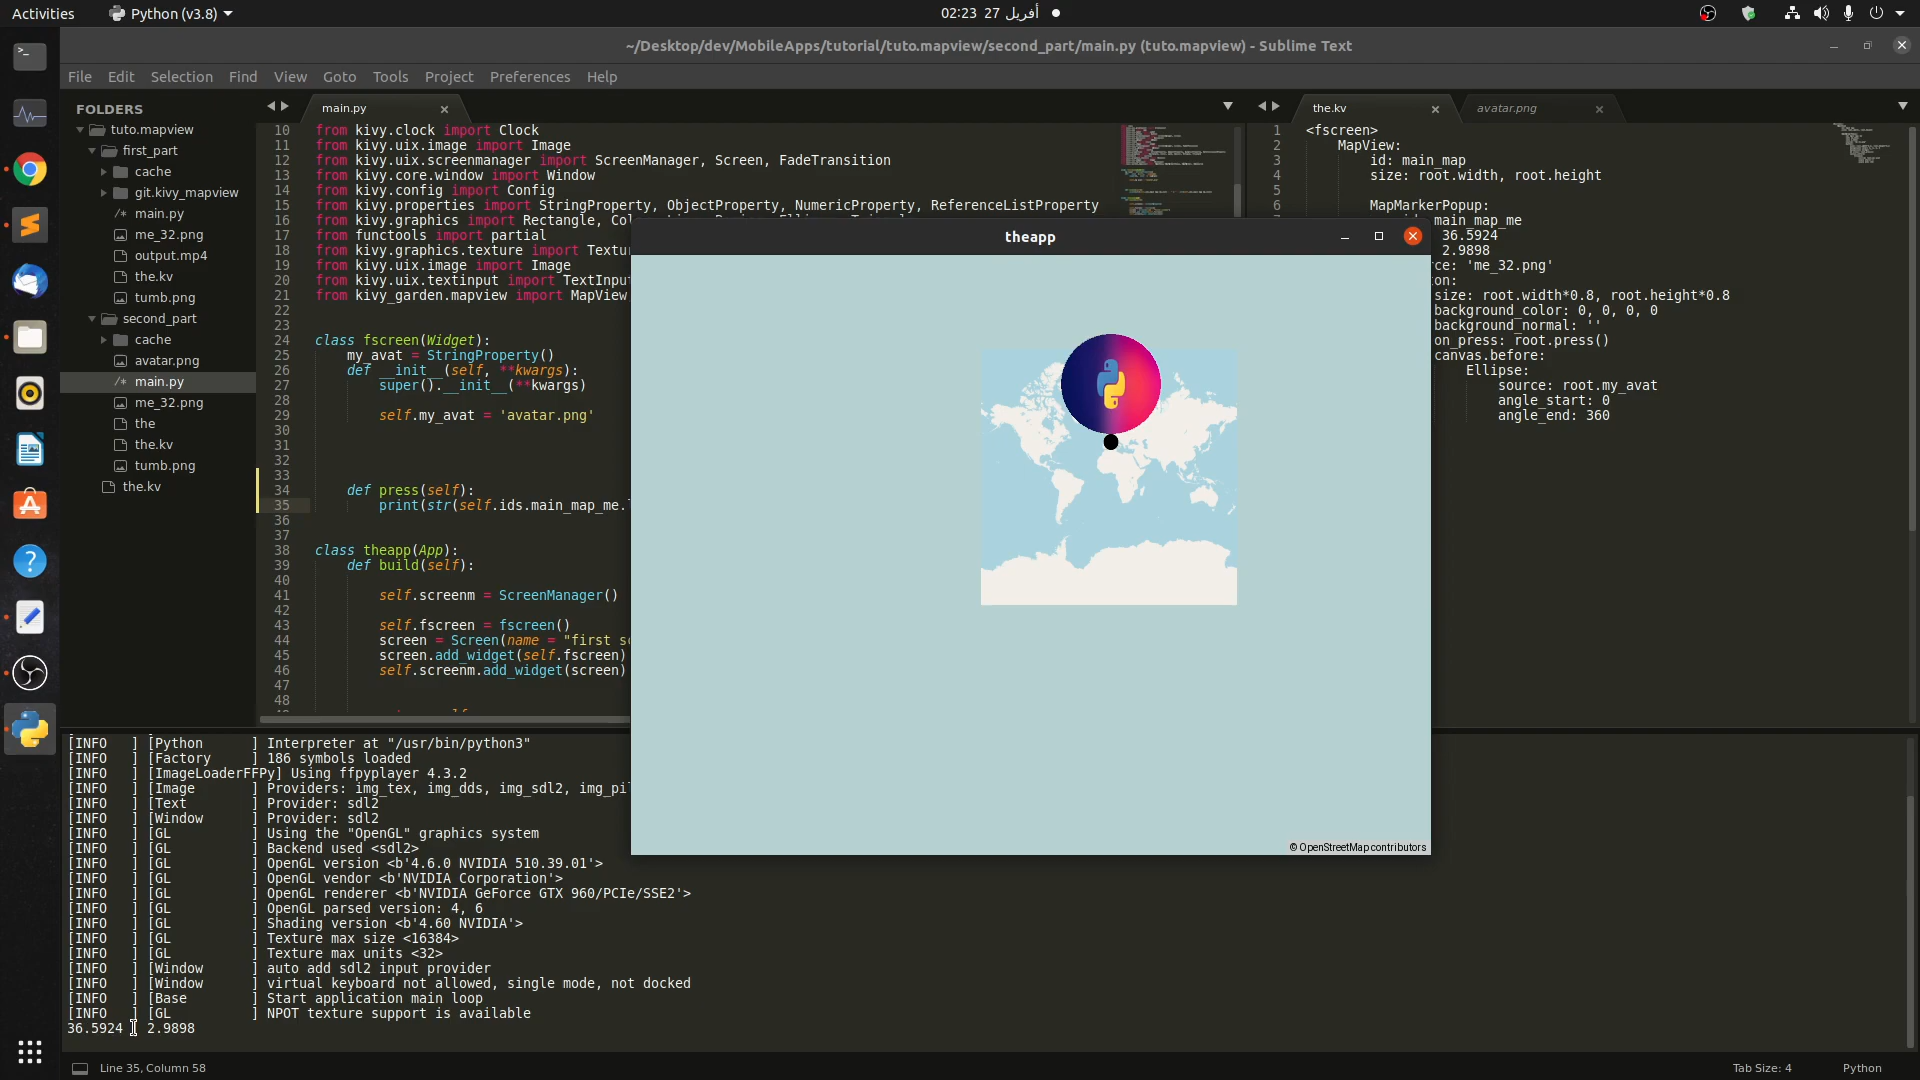 Activities
Python (v3.8)
02:23 27 أفريل
~/Desktop/dev/MobileApps/tutorial/tuto.mapview/second_part/main.py (tuto.mapview) - Sublime Text
File Edit Selection Find View Goto Tools Project Preferences Help
FOLDERS
tuto.mapview
first_part
cache
git.kivy_mapview
/* main.py
me_32.png
output.mp4
the.kv
tumb.png
second_part
cache
avatar.png
/* main.py
me_32.png
the
the.kv
tumb.png
the.kv
main.py
10 from kivy.clock import Clock
11 from kivy.uix.image import Image
12 from kivy.uix.screenmanager import ScreenManager, Screen, FadeTransition
13 from kivy.core.window import Window
14 from kivy.config import Config
15 from kivy.properties import StringProperty, ObjectProperty, NumericProperty, ReferenceListProperty
16 from kivy.graphics import Rectangle,
17 from functools import partial
18 from kivy.graphics.texture import
19 from kivy.uix.image import Image
20 from kivy.uix.textinput import TextInput
21 from kivy_garden.mapview import MapView
22
23
24 class fscreen(Widget):
25 my_avat = StringProperty()
26 def __init__(self, **kwargs):
27 super().__init__(**kwargs)
28
29 self.my_avat = 'avatar.png'
30
31
32
33
34 def press(self):
35 print(str(self.ids.main_map_me.
36
37
38 class theapp(App):
39 def build(self):
40
41 self.screenm = ScreenManager()
42
43 self.fscreen = fscreen()
44 screen = Screen(name = "first
45 screen.add_widget(self.fscreen)
46 self.screenm.add_widget(screen)
47
48
the.kv
avatar.png
1 <fscreen>
2 MapView:
3 id: main_map
4 size: root.width, root.height
5
6 MapMarkerPopup:
main_map_me
36.5924
2.9898
ce: 'me_32.png'
on:
size: root.width*0.8, root.height*0.8
background_color: 0, 0, 0, 0
background_normal: ''
on_press: root.press()
canvas.before:
Ellipse:
source: root.my_avat
angle_start: 0
angle_end: 360
theapp
© OpenStreetMap contributors
[INFO ] [Python ] Interpreter at "/usr/bin/python3"
[INFO ] [Factory ] 186 symbols loaded
[INFO ] [ImageLoaderFFPy] Using ffpyplayer 4.3.2
[INFO ] [Image ] Providers: img_tex, img_dds, img_sdl2, img_pil
[INFO ] [Text ] Provider: sdl2
[INFO ] [Window ] Provider: sdl2
[INFO ] [GL ] Using the "OpenGL" graphics system
[INFO ] [GL ] Backend used <sdl2>
[INFO ] [GL ] OpenGL version <b'4.6.0 NVIDIA 510.39.01'>
[INFO ] [GL ] OpenGL vendor <b'NVIDIA Corporation'>
[INFO ] [GL ] OpenGL renderer <b'NVIDIA GeForce GTX 960/PCIe/SSE2'>
[INFO ] [GL ] OpenGL parsed version: 4, 6
[INFO ] [GL ] Shading version <b'4.60 NVIDIA'>
[INFO ] [GL ] Texture max size <16384>
[INFO ] [GL ] Texture max units <32>
[INFO ] [Window ] auto add sdl2 input provider
[INFO ] [Window ] virtual keyboard not allowed, single mode, not docked
[INFO ] [Base ] Start application main loop
[INFO ] [GL ] NPOT texture support is available
36.5924 2.9898
Line 35, Column 58
Tab Size: 4
Python